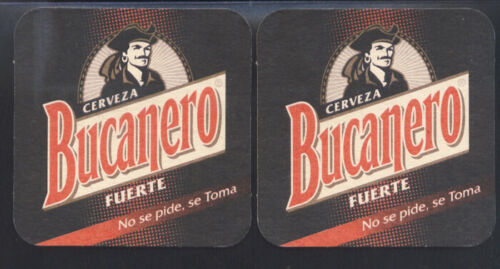 CERVEZA
Bucanero®
FUERTE
No se pide, se Toma
CERVEZA
Bucanero®
FUERTE
No se pide, se Toma